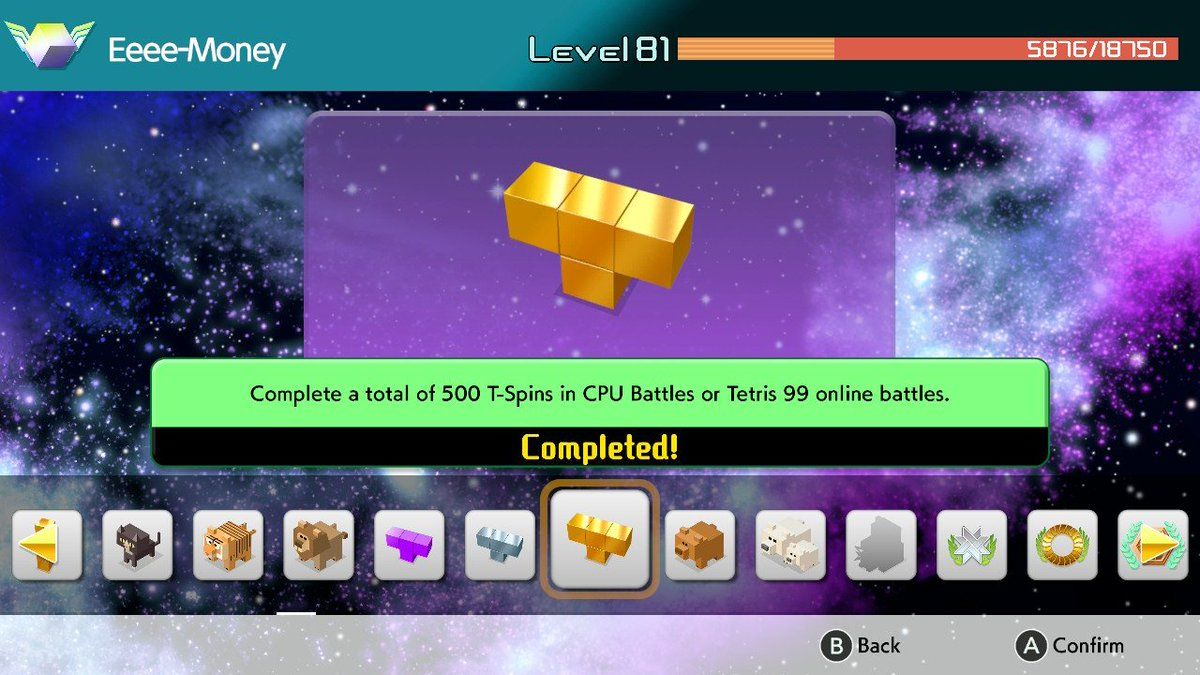 Eeee-Money
Level 81
5876/18750
Complete a total of 500 T-Spins in CPU Battles or Tetris 99 online battles.
Completed!
B Back
A Confirm